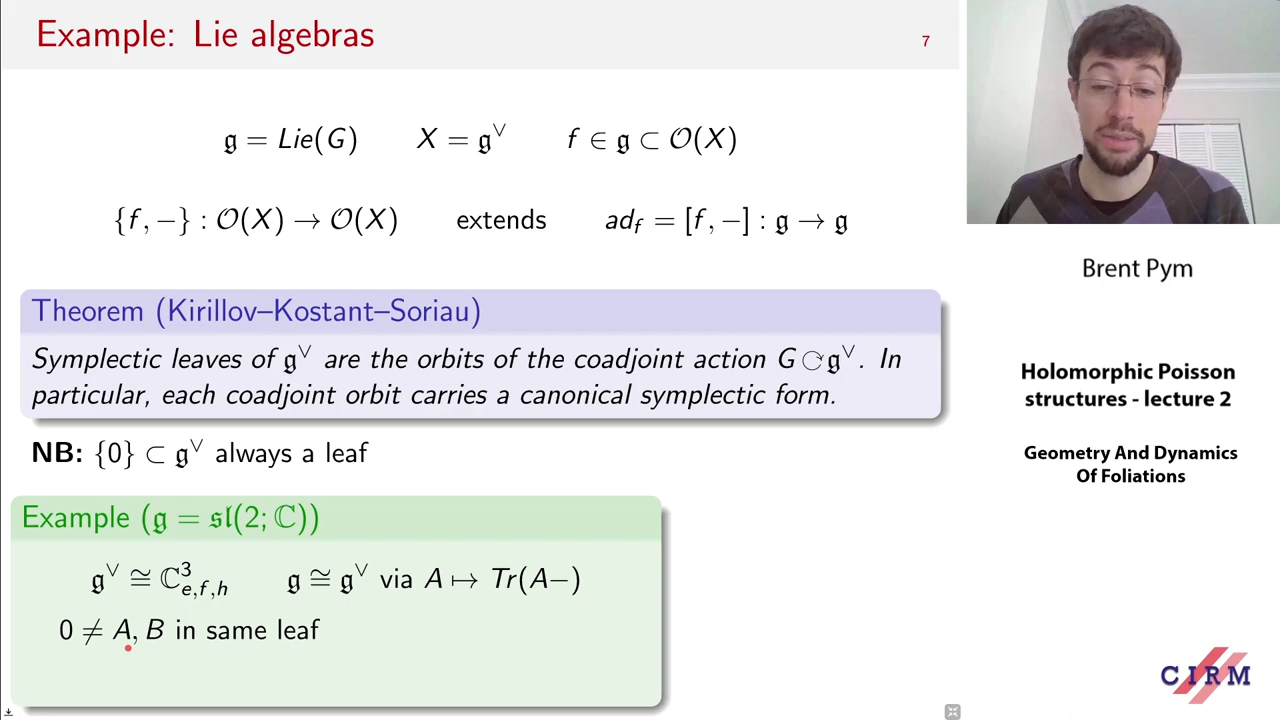 Example: Lie algebras
7
𝔤 = Lie(G) X = 𝔤^∨ f ∈ 𝔤 ⊂ 𝒪(X)
{f, −} : 𝒪(X) → 𝒪(X) extends ad_f = [f, −] : 𝔤 → 𝔤
Theorem (Kirillov–Kostant–Soriau)
Symplectic leaves of 𝔤^∨ are the orbits of the coadjoint action G ⟳ 𝔤^∨. In
particular, each coadjoint orbit carries a canonical symplectic form.
NB: {0} ⊂ 𝔤^∨ always a leaf
Example (𝔤 = 𝔰𝔩(2; ℂ))
𝔤^∨ ≅ ℂ³_{e,f,h} 𝔤 ≅ 𝔤^∨ via A ↦ Tr(A−)
0 ≠ A, B in same leaf
Brent Pym
Holomorphic Poisson
structures - lecture 2
Geometry And Dynamics
Of Foliations
CIRM